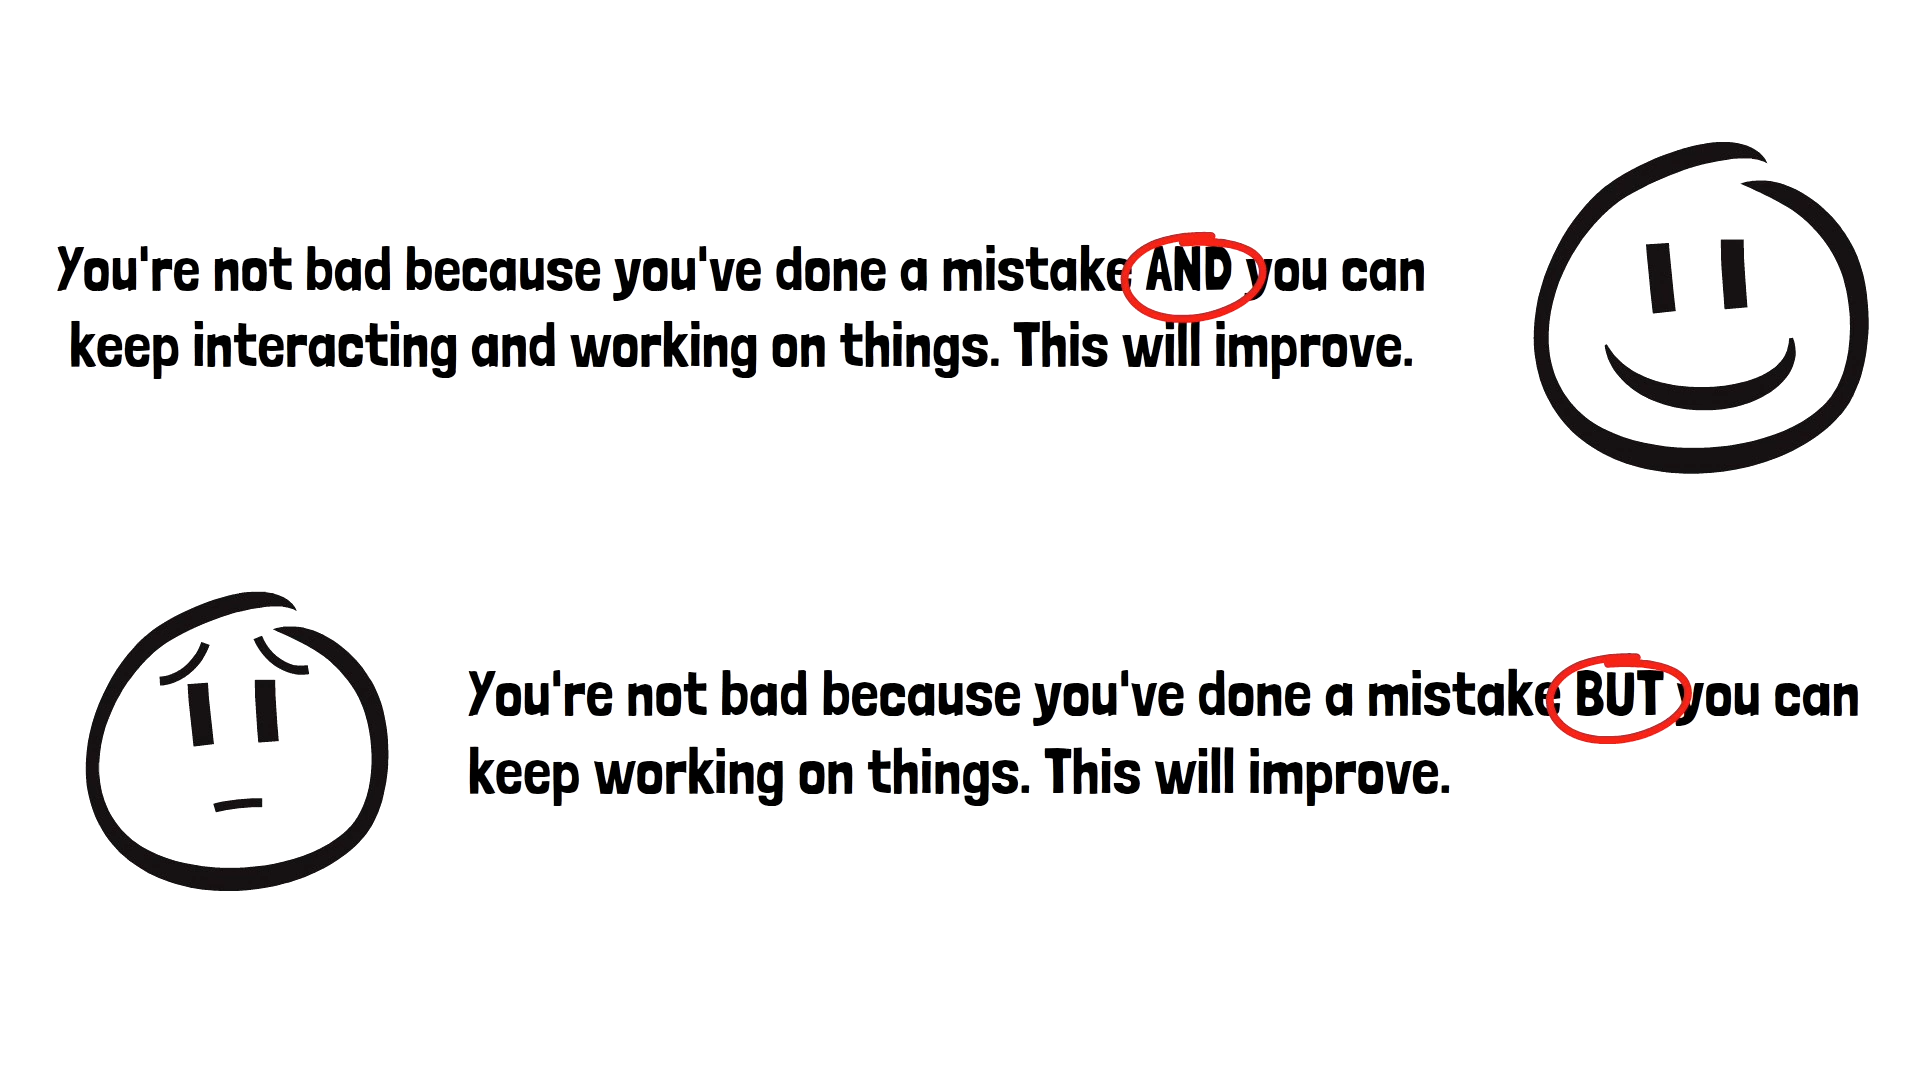 You're not bad because you've done a mistake AND you can
keep interacting and working on things. This will improve.
You're not bad because you've done a mistake BUT you can
keep working on things. This will improve.